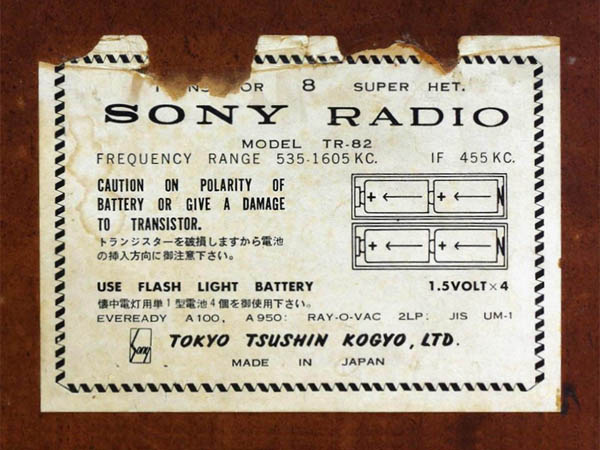 8 SUPER HET.
SONY RADIO
MODEL TR-82
FREQUENCY RANGE 535-1605 KC. IF 455 KC.
CAUTION ON POLARITY OF
BATTERY OR GIVE A DAMAGE
TO TRANSISTOR.
トランジスターを破損しますから電池
の挿入方向に御注意下さい。
+ +
+ +
USE FLASH LIGHT BATTERY 1.5VOLT×4
懐中電灯用単1型電池4個を御使用下さい。
EVEREADY A100, A950: RAY-O-VAC 2LP: JIS UM-1
Sony TOKYO TSUSHIN KOGYO, LTD.
MADE IN JAPAN